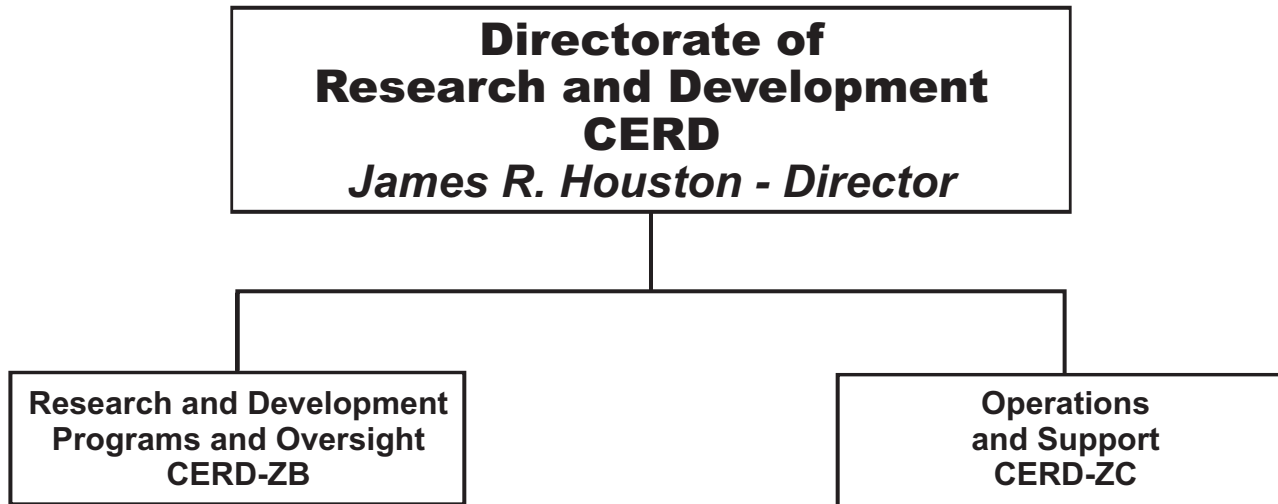 Directorate of
Research and Development
CERD
James R. Houston - Director
Research and Development
Programs and Oversight
CERD-ZB
Operations
and Support
CERD-ZC